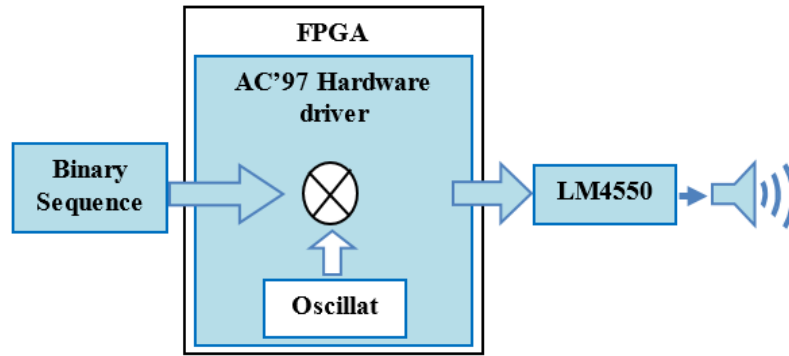 FPGA
AC’97 Hardware
driver
Binary
Sequence
LM4550
Oscillat